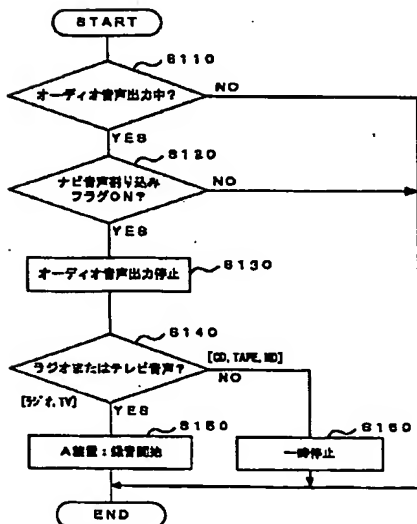 START
S110
オーディオ音声出力中?
NO
YES
S120
ナビ音声割り込み
フラグON?
NO
YES
オーディオ音声出力停止
S130
S140
ラジオまたはテレビ音声?
[CD,TAPE,MD]
NO
[ラジオ,TV]
YES
S150
A装置:録音開始
S160
一時停止
END